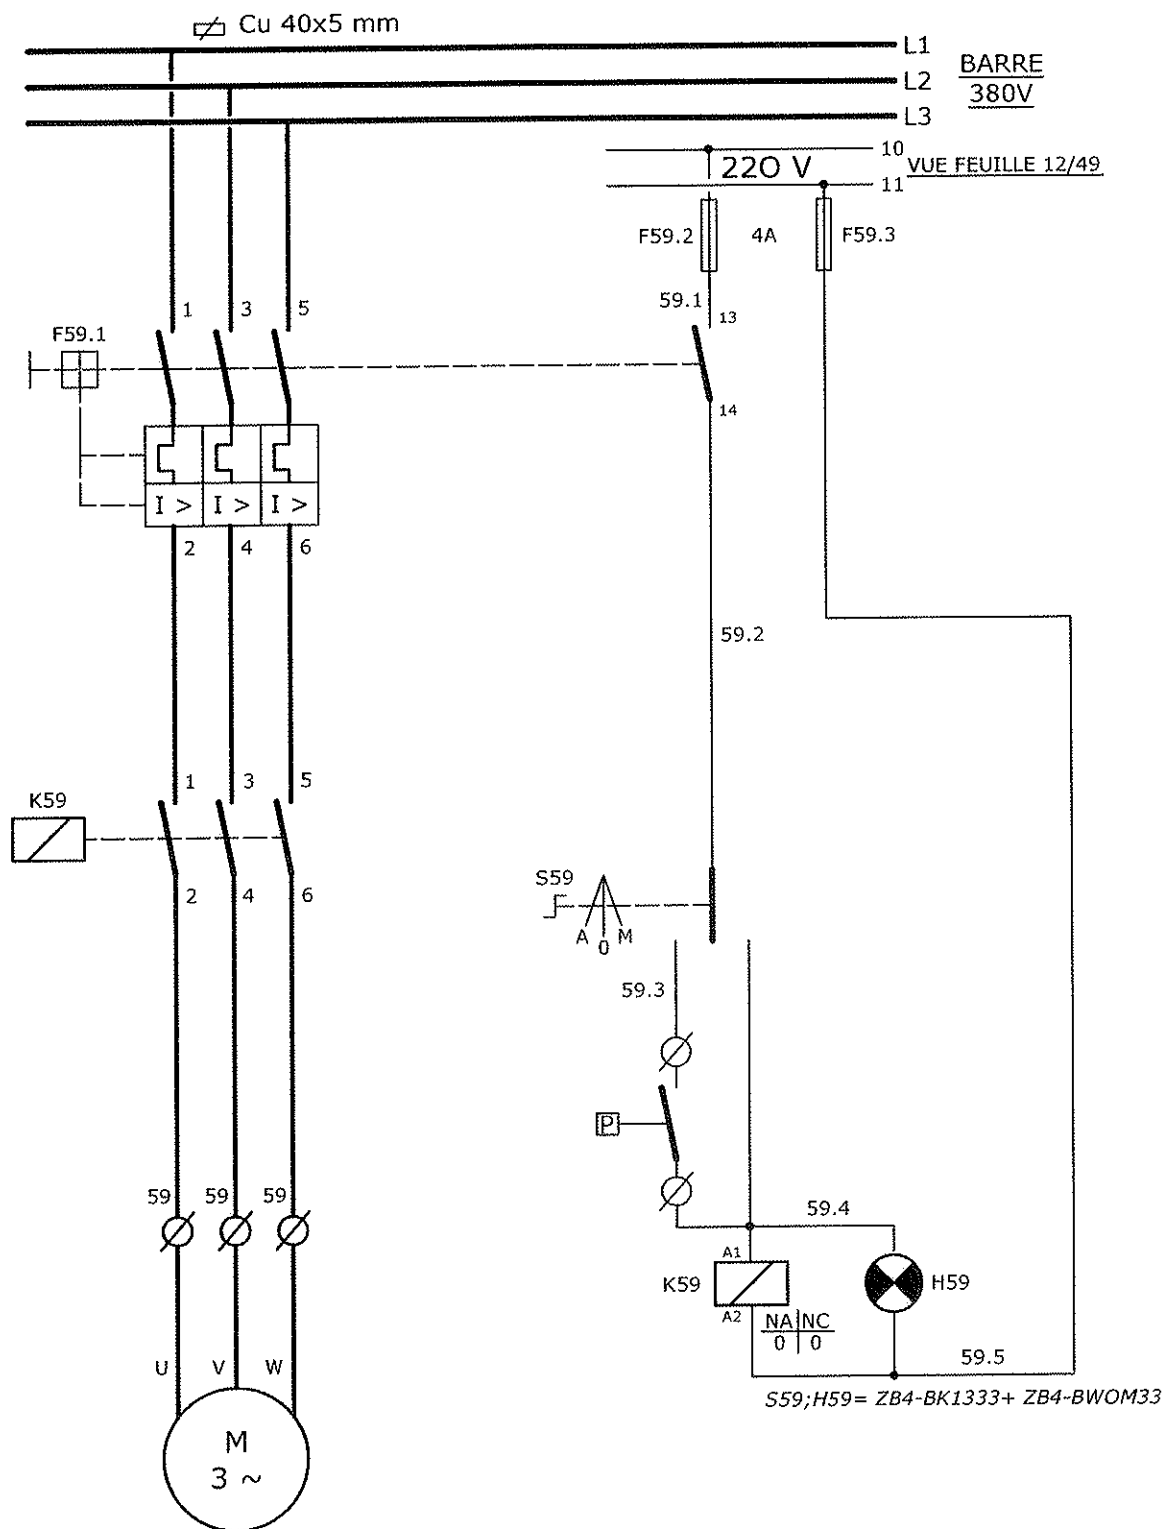 Cu 40x5 mm
L1
L2
L3
BARRE
380V
10
220 V
11
VUE FEUILLE 12/49
F59.2
4A
F59.3
59.1
13
1
3
5
F59.1
14
I >
I >
I >
2
4
6
59.2
1
3
5
K59
2
4
6
S59
A
0
M
59.3
P
59
59
59
59.4
A1
K59
A2
H59
NA NC
0 0
59.5
U
V
W
S59;H59= ZB4-BK1333+ ZB4-BWOM33
M
3 ~